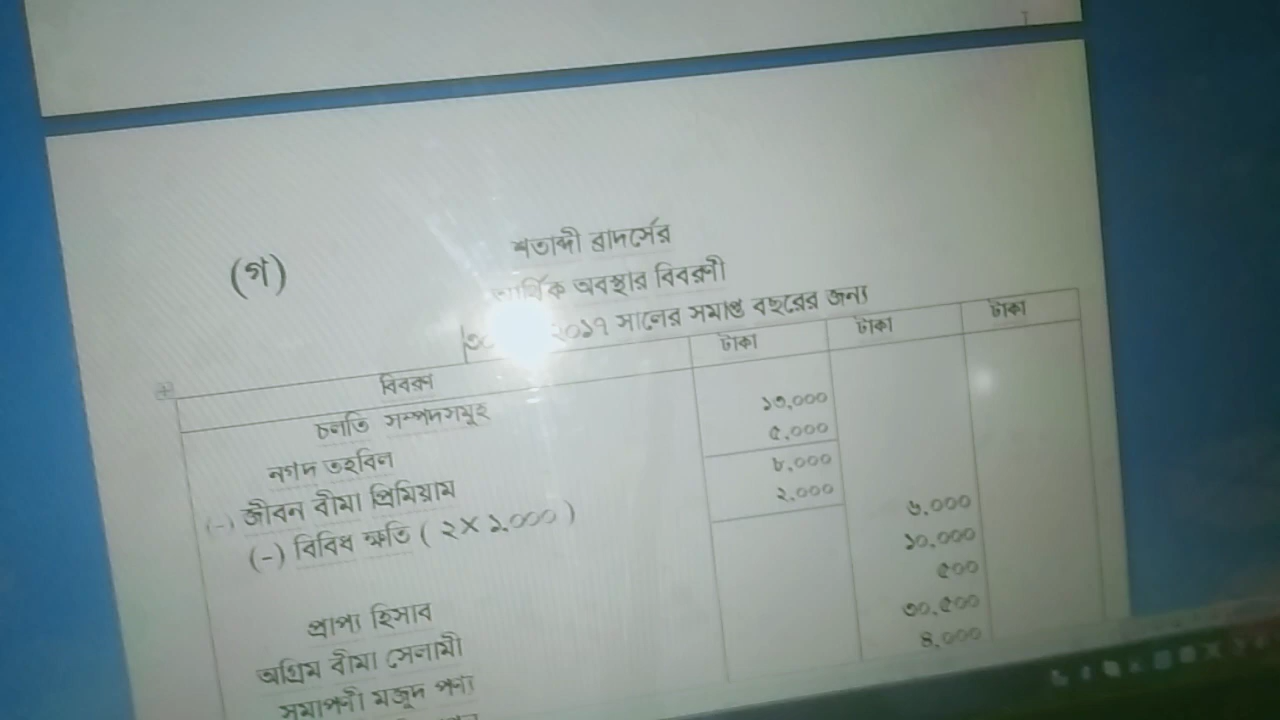 (গ)
শতাব্দী ব্রাদার্সের
আর্থিক অবস্থার বিবরণী
২০১৭ সালের সমাপ্ত বছরের জন্য
বিবরণ টাকা টাকা টাকা
চলতি সম্পদসমূহ
নগদ তহবিল ১৩,০০০
(-) জীবন বীমা প্রিমিয়াম ৫,০০০
৮,০০০
(-) বিবিধ ক্ষতি ( ২ X ১,০০০ ) ২,০০০
৬,০০০
প্রাপ্য হিসাব ১০,০০০
অগ্রিম বীমা সেলামী ৫০০
সমাপনী মজুদ পণ্য ৩০,৫০০
৪,০০০